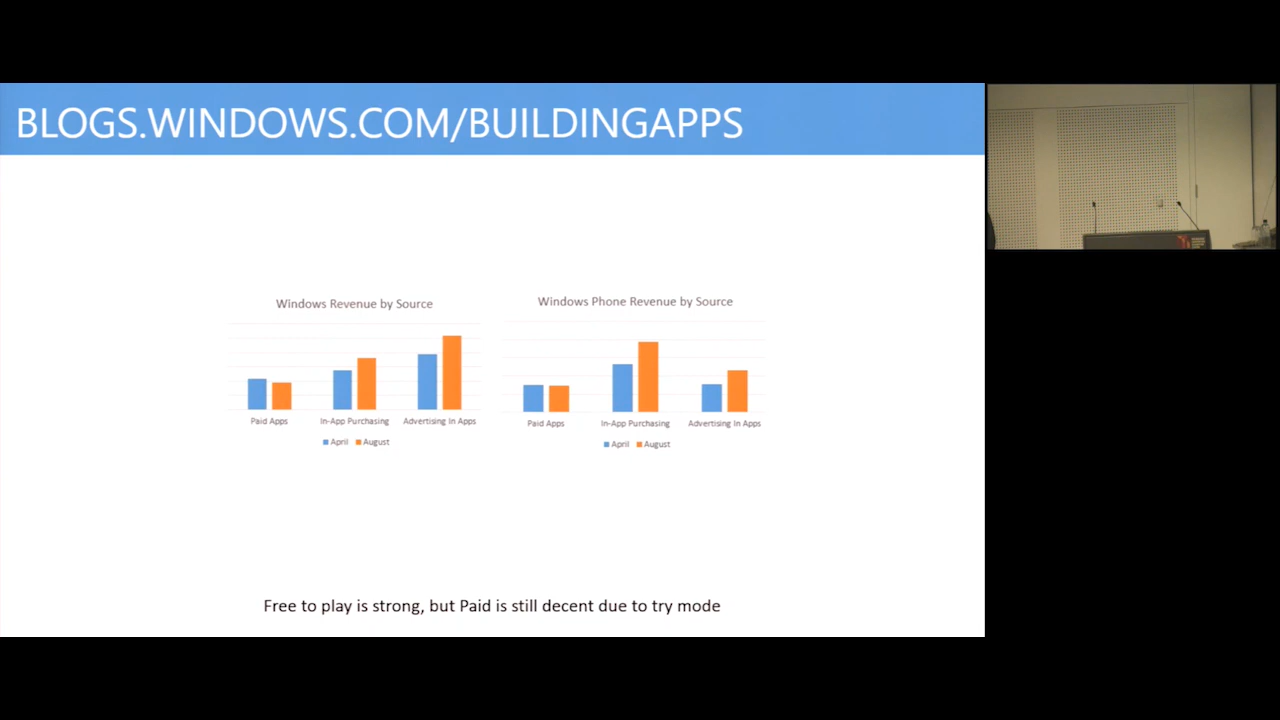 BLOGS.WINDOWS.COM/BUILDINGAPPS
Windows Revenue by Source
Paid Apps In-App Purchasing Advertising In Apps
April August
Windows Phone Revenue by Source
Paid Apps In-App Purchasing Advertising In Apps
April August
Free to play is strong, but Paid is still decent due to try mode